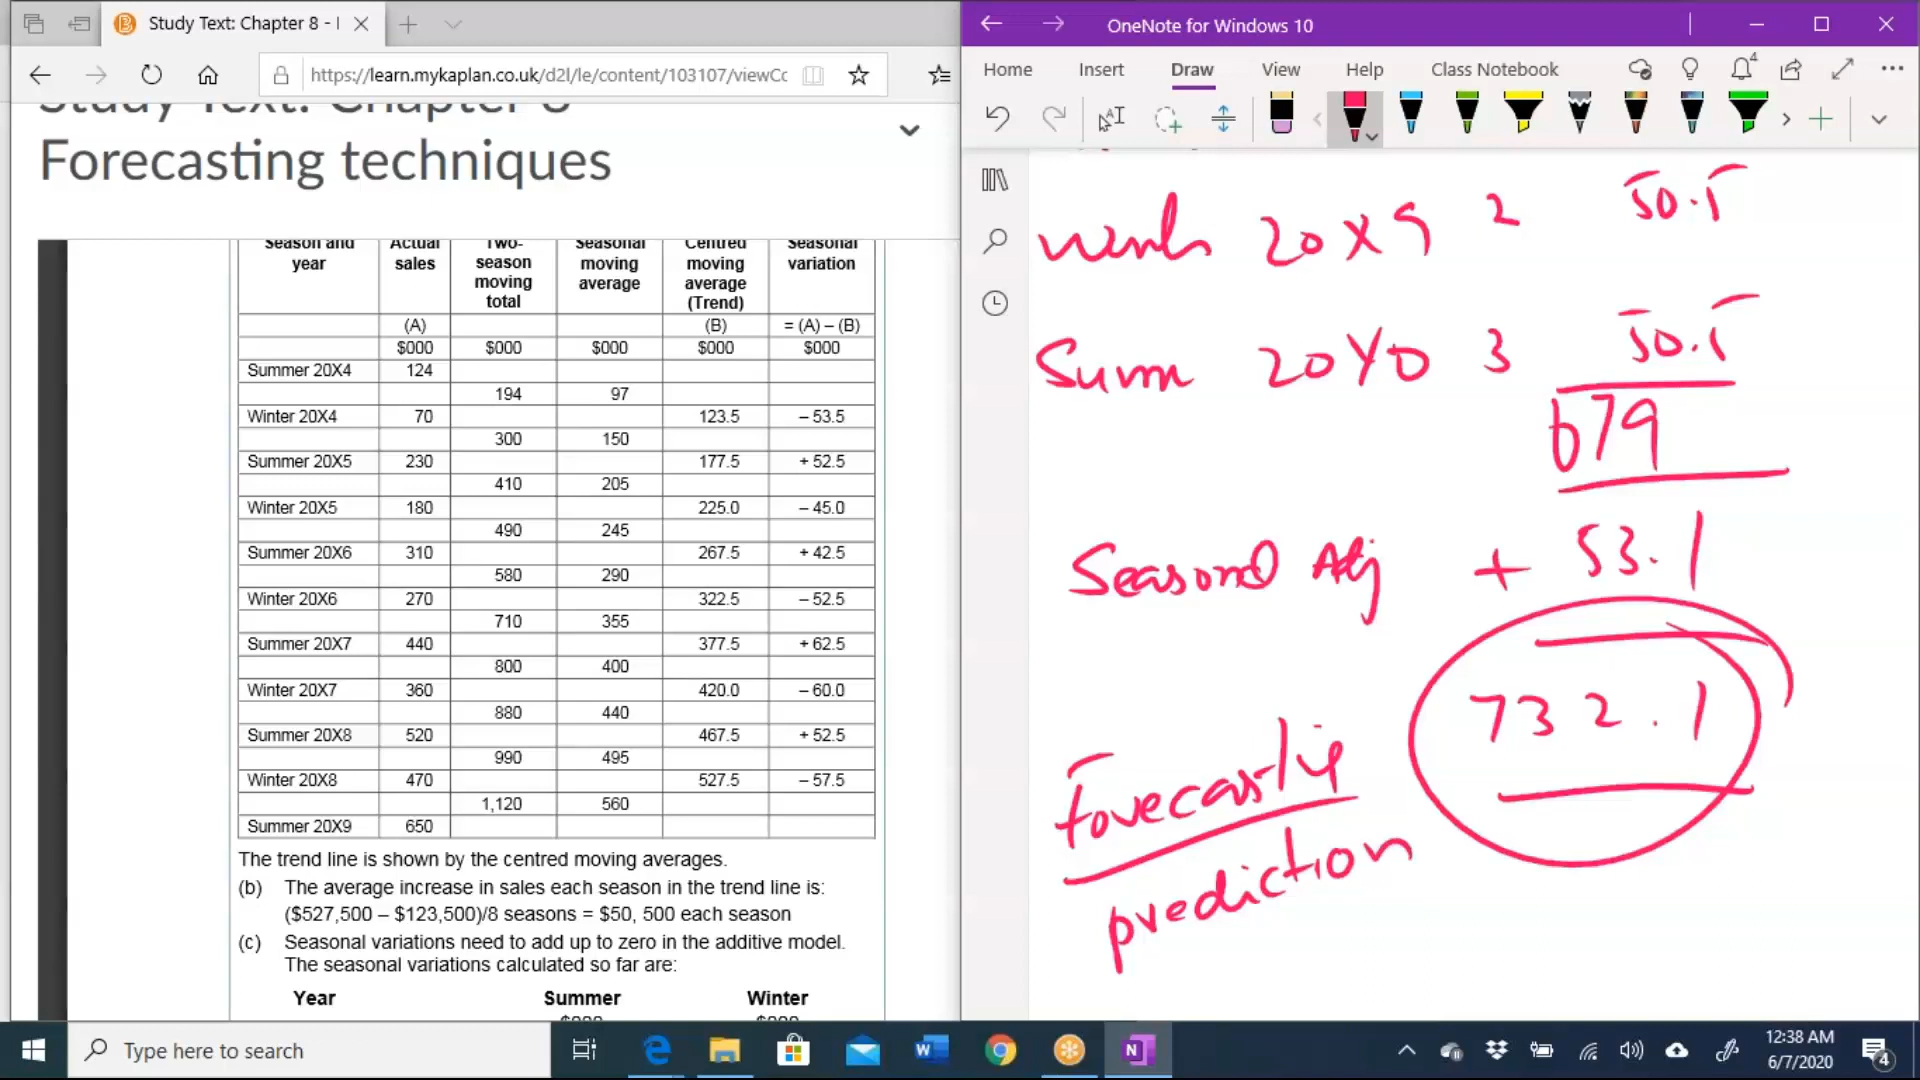 Study Text: Chapter 8 - I
https://learn.mykaplan.co.uk/d2l/le/content/103107/viewCc
Study Text: Chapter 8
Forecasting techniques
Season and year	Actual sales	Two-season moving total	Seasonal moving average	Centred moving average (Trend)	Seasonal variation
(A)	(B)	= (A) – (B)
$000	$000	$000	$000	$000
Summer 20X4	124
194	97
Winter 20X4	70	123.5	– 53.5
300	150
Summer 20X5	230	177.5	+ 52.5
410	205
Winter 20X5	180	225.0	– 45.0
490	245
Summer 20X6	310	267.5	+ 42.5
580	290
Winter 20X6	270	322.5	– 52.5
710	355
Summer 20X7	440	377.5	+ 62.5
800	400
Winter 20X7	360	420.0	– 60.0
880	440
Summer 20X8	520	467.5	+ 52.5
990	495
Winter 20X8	470	527.5	– 57.5
1,120	560
Summer 20X9	650
The trend line is shown by the centred moving averages.
(b) The average increase in sales each season in the trend line is:
($527,500 – $123,500)/8 seasons = $50, 500 each season
(c) Seasonal variations need to add up to zero in the additive model.
The seasonal variations calculated so far are:
Year	Summer	Winter
$000	$000
OneNote for Windows 10
Home Insert Draw View Help Class Notebook
4
20X9 2 50.5
Summ 20Y0 3 50.5
679
Seasonal Adj + 53.1
732.1
prediction
Type here to search
12:38 AM
6/7/2020
4